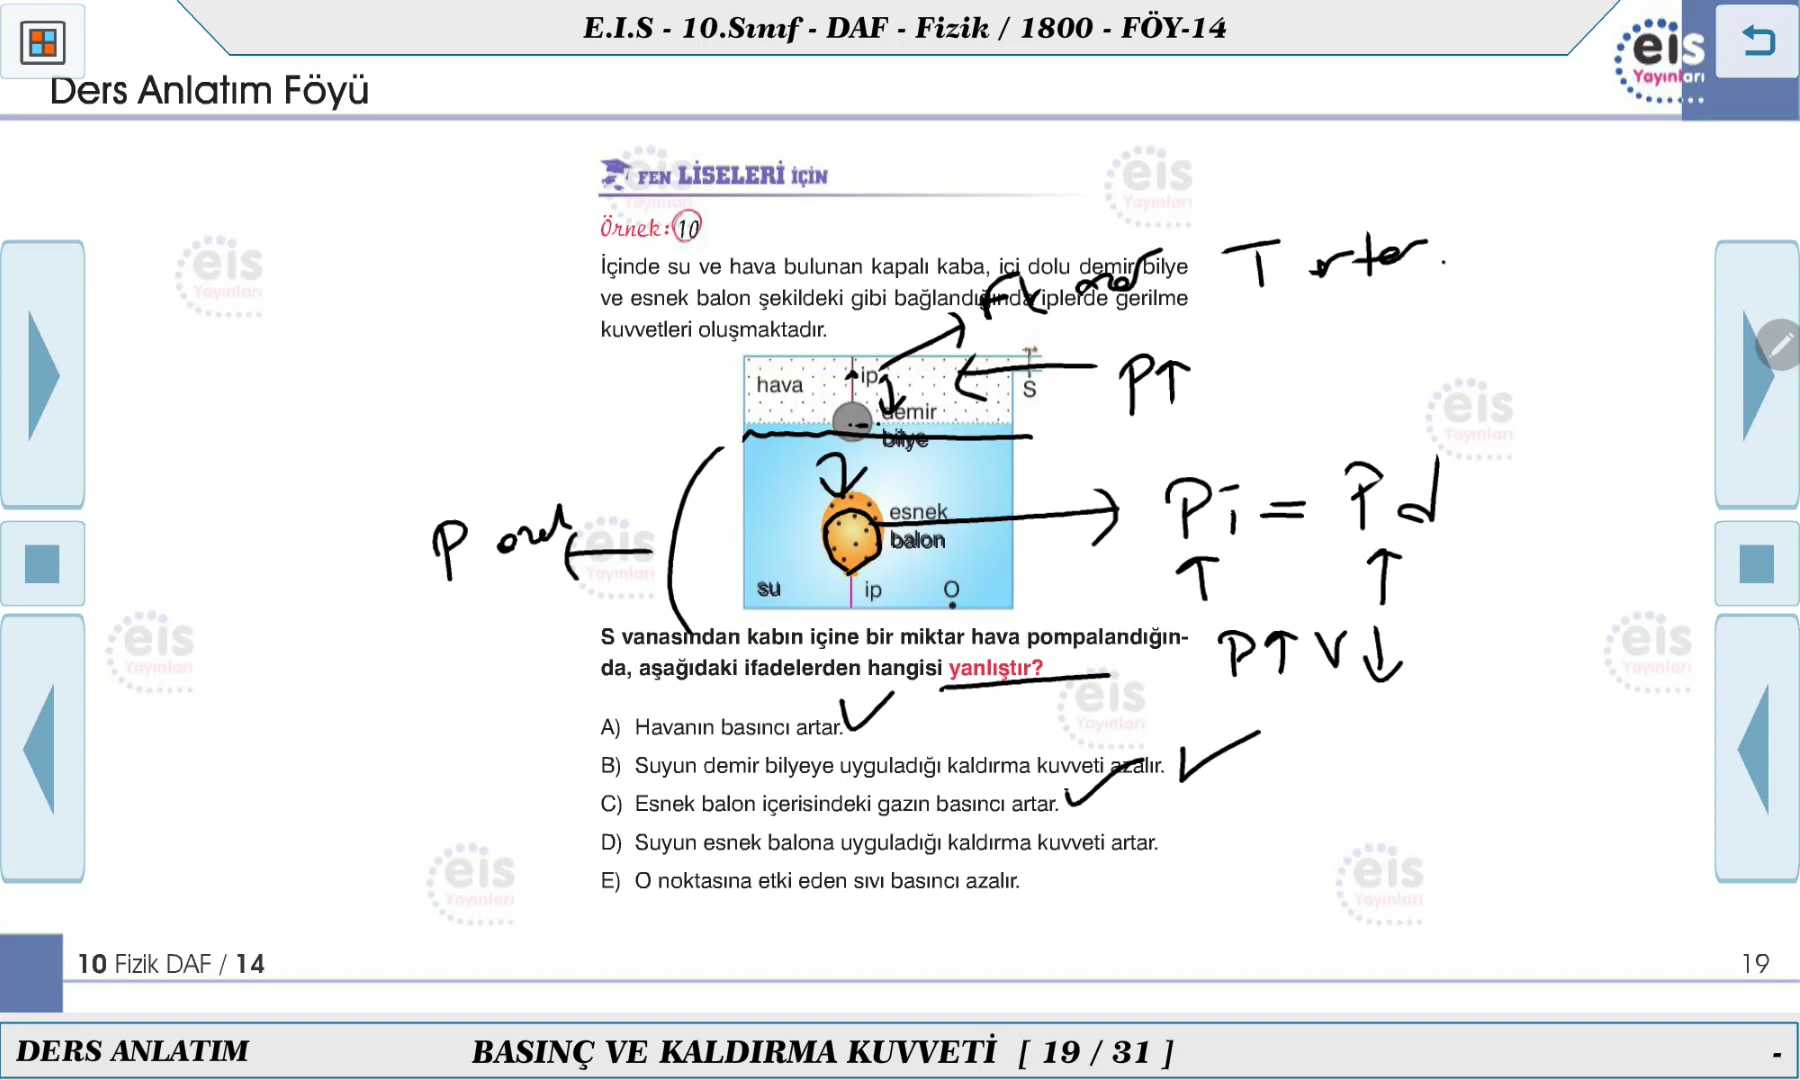 E.I.S - 10.Sınıf - DAF - Fizik / 1800 - FÖY-14
Ders Anlatım Föyü
eis
Yayınları
FEN LİSELERİ İÇİN
Örnek: 10
İçinde su ve hava bulunan kapalı kaba, içi dolu demir bilye
ve esnek balon şekildeki gibi bağlandığında iplerde gerilme
kuvvetleri oluşmaktadır.
T artar.
hava
ip
S
P↑
demir
bilye
esnek
balon
Pi = Pd
↑ ↑
P
su
ip
O
P↑ V↓
S vanasından kabın içine bir miktar hava pompalandığın-
da, aşağıdaki ifadelerden hangisi yanlıştır?
A) Havanın basıncı artar.
B) Suyun demir bilyeye uyguladığı kaldırma kuvveti azalır.
C) Esnek balon içerisindeki gazın basıncı artar.
D) Suyun esnek balona uyguladığı kaldırma kuvveti artar.
E) O noktasına etki eden sıvı basıncı azalır.
10 Fizik DAF / 14
19
DERS ANLATIM
BASINÇ VE KALDIRMA KUVVETİ [ 19 / 31 ]
-